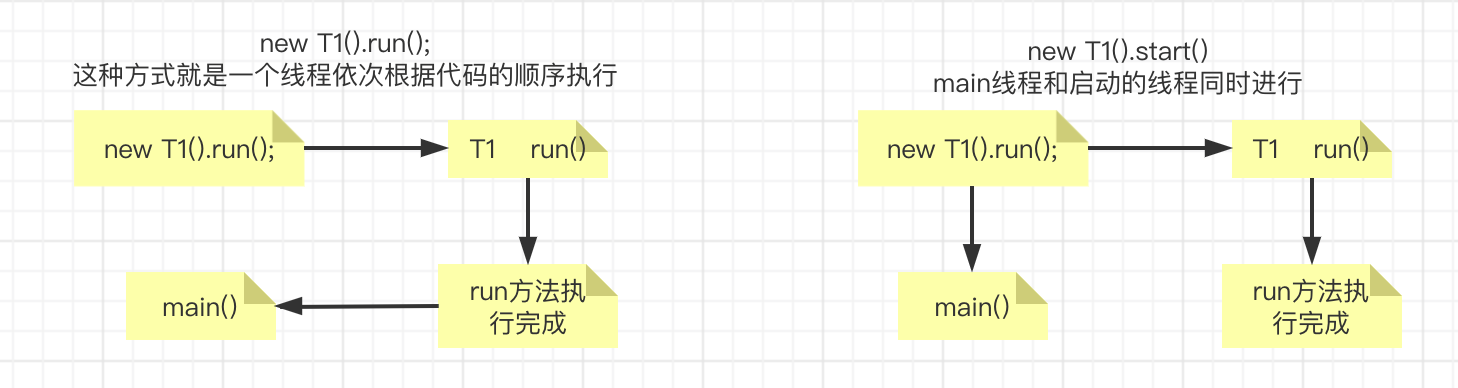 new T1().run();
这种方式就是一个线程依次根据代码的顺序执行
new T1().run();
T1 run()
main()
run方法执
行完成
new T1().start()
main线程和启动的线程同时进行
new T1().run();
T1 run()
main()
run方法执
行完成